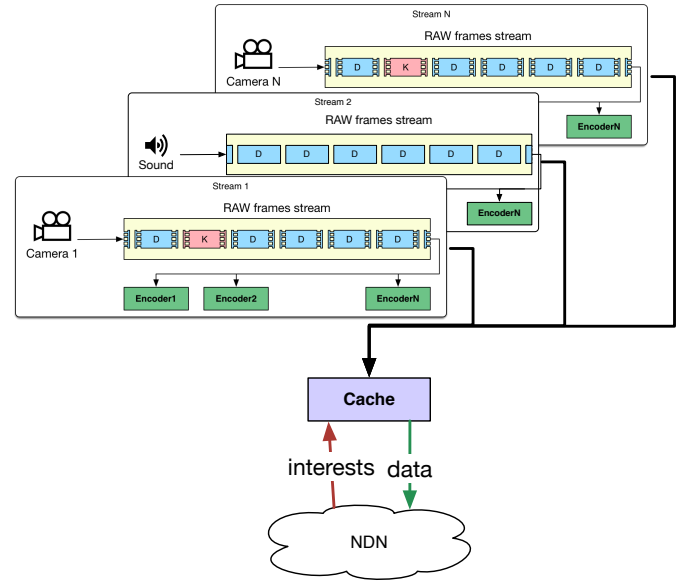 Stream N
RAW frames stream
D K D D D D
Camera N
EncoderN
Stream 2
RAW frames stream
D D D D D D
Sound
EncoderN
Stream 1
RAW frames stream
D K D D D D
Camera 1
Encoder1 Encoder2 EncoderN
Cache
interests data
NDN